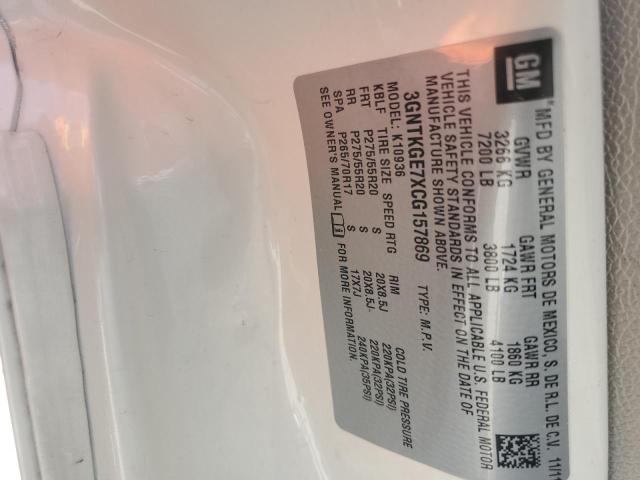 GM
MFD BY GENERAL MOTORS DE MEXICO, S. DE R.L. DE C.V. 11/11
GVWR GAWR FRT GAWR RR
3266 KG 1724 KG 1860 KG
7200 LB 3800 LB 4100 LB
THIS VEHICLE CONFORMS TO ALL APPLICABLE U.S. FEDERAL MOTOR
VEHICLE SAFETY STANDARDS IN EFFECT ON THE DATE OF
MANUFACTURE SHOWN ABOVE.
3GNTKGE7XCG157869 TYPE: M.P.V.
MODEL: K10936
KBLF TIRE SIZE SPEED RTG RIM COLD TIRE PRESSURE
FRT P275/55R20 S 20X8.5J 220KPA(32PSI)
RR P275/55R20 S 20X8.5J 220KPA(32PSI)
SPA P265/70R17 S 17X7J 240KPA(35PSI)
SEE OWNER'S MANUAL FOR MORE INFORMATION.